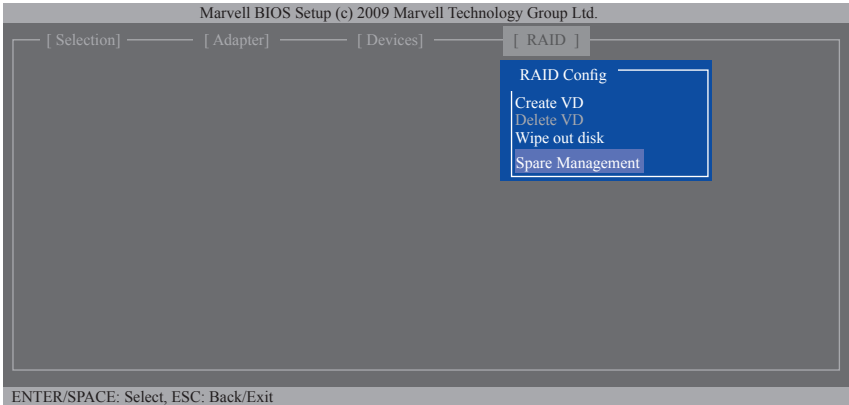 Marvell BIOS Setup (c) 2009 Marvell Technology Group Ltd.
[ Selection] [ Adapter] [ Devices] [ RAID ]
RAID Config
Create VD
Delete VD
Wipe out disk
Spare Management
ENTER/SPACE: Select, ESC: Back/Exit